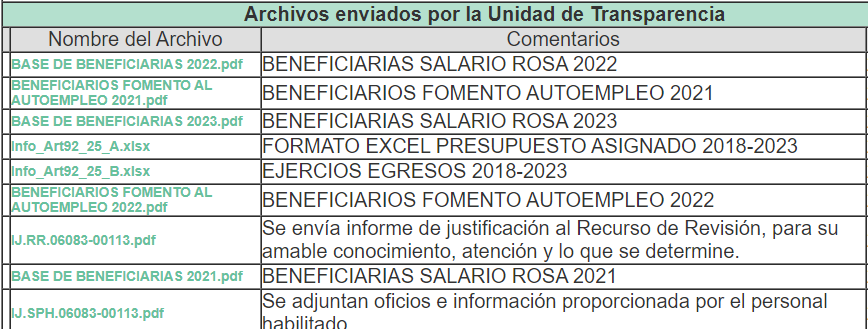 Archivos enviados por la Unidad de Transparencia
Nombre del Archivo Comentarios
BASE DE BENEFICIARIAS 2022.pdf BENEFICIARIAS SALARIO ROSA 2022
BENEFICIARIOS FOMENTO AL
AUTOEMPLEO 2021.pdf BENEFICIARIOS FOMENTO AUTOEMPLEO 2021
BASE DE BENEFICIARIAS 2023.pdf BENEFICIARIAS SALARIO ROSA 2023
Info_Art92_25_A.xlsx FORMATO EXCEL PRESUPUESTO ASIGNADO 2018-2023
Info_Art92_25_B.xlsx EJERCIOS EGRESOS 2018-2023
BENEFICIARIOS FOMENTO AL
AUTOEMPLEO 2022.pdf BENEFICIARIOS FOMENTO AUTOEMPLEO 2022
IJ.RR.06083-00113.pdf Se envía informe de justificación al Recurso de Revisión, para su
amable conocimiento, atención y lo que se determine.
BASE DE BENEFICIARIAS 2021.pdf BENEFICIARIAS SALARIO ROSA 2021
IJ.SPH.06083-00113.pdf Se adjuntan oficios e información proporcionada por el personal
habilitado